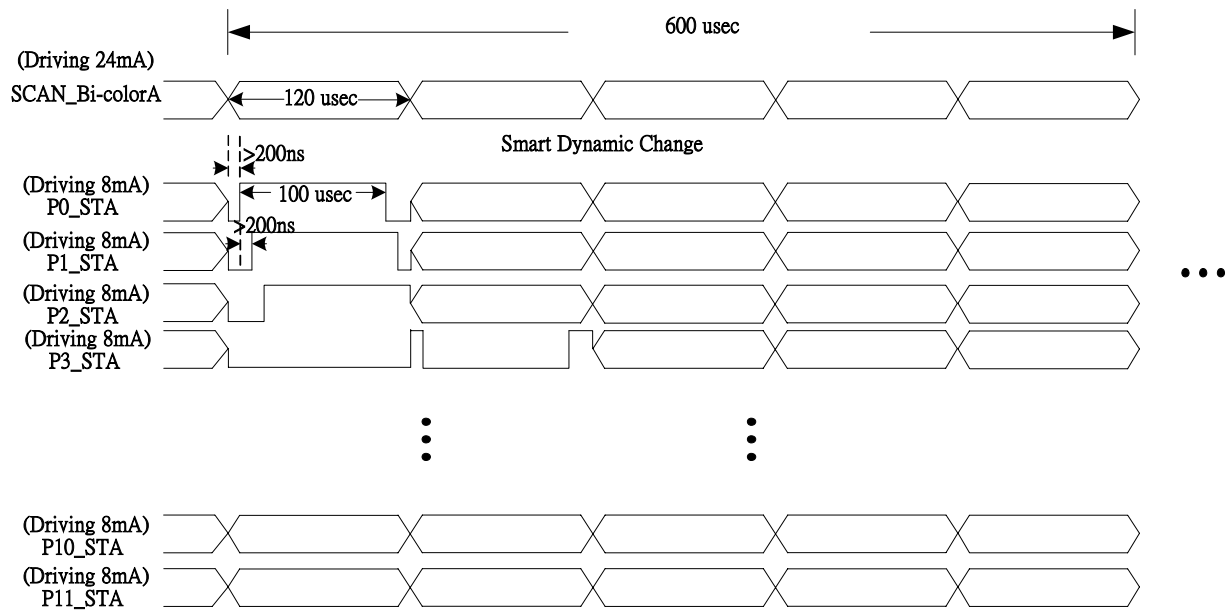 600 usec
(Driving 24mA)
SCAN_Bi-colorA
120 usec
Smart Dynamic Change
>200ns
(Driving 8mA)
P0_STA
100 usec
>200ns
(Driving 8mA)
P1_STA
(Driving 8mA)
P2_STA
(Driving 8mA)
P3_STA
(Driving 8mA)
P10_STA
(Driving 8mA)
P11_STA